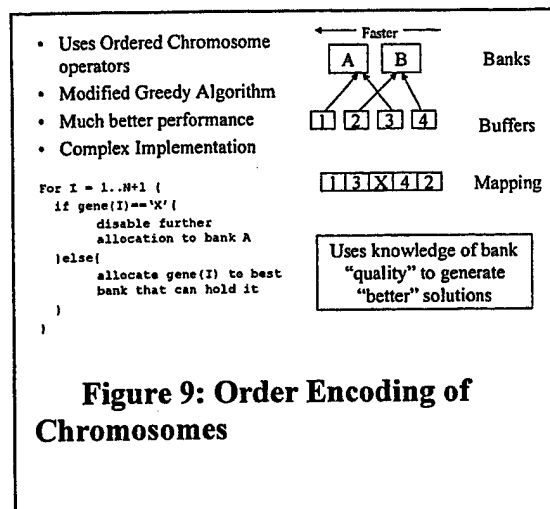 • Uses Ordered Chromosome
operators
• Modified Greedy Algorithm
• Much better performance
• Complex Implementation
For I = 1..N+1 {
if gene(I)=='X'{
disable further
allocation to bank A
}else{
allocate gene(I) to best
bank that can hold it
}
}
Faster
A B Banks
1 2 3 4 Buffers
1 3 X 4 2 Mapping
Uses knowledge of bank
“quality” to generate
“better” solutions
Figure 9: Order Encoding of
Chromosomes